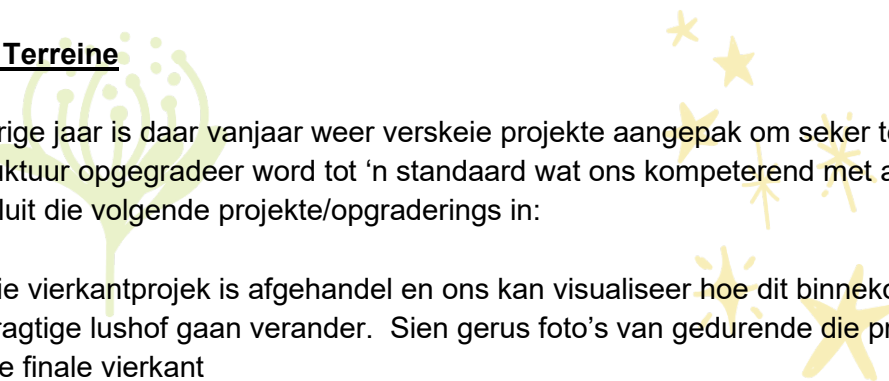 Terreine
rige jaar is daar vanjaar weer verskeie projekte aangepak om seker t
ktuur opgegradeer word tot ‘n standaard wat ons kompeterend met a
luit die volgende projekte/opgraderings in:
ie vierkantprojek is afgehandel en ons kan visualiseer hoe dit binneko
ragtige lushof gaan verander.  Sien gerus foto’s van gedurende die pr
e finale vierkant